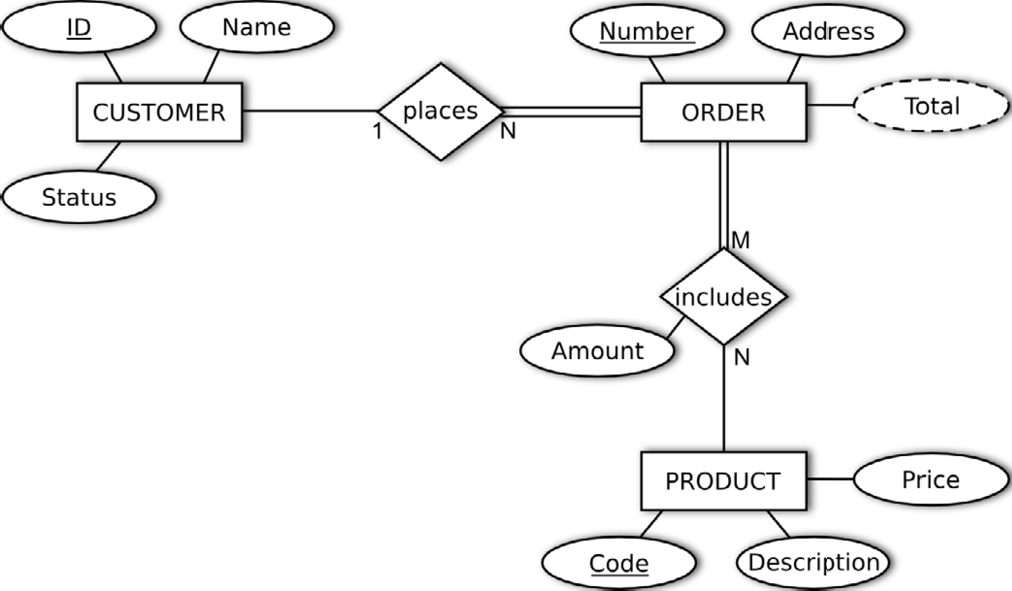 ID
Name
Number
Address
CUSTOMER
places
ORDER
Total
1
N
Status
M
includes
Amount
N
PRODUCT
Price
Code
Description